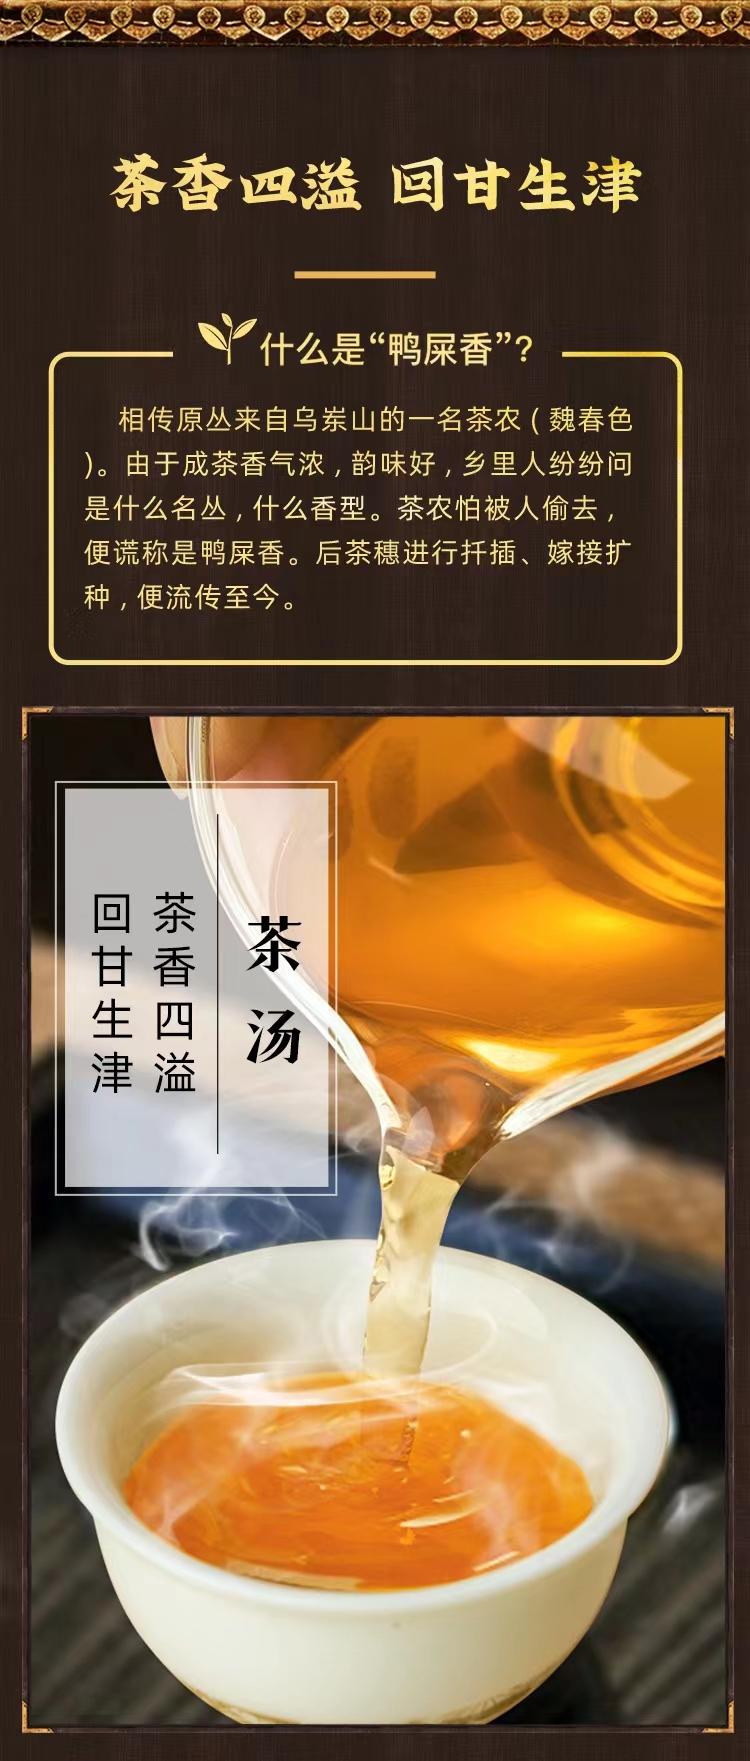 茶香四溢 回甘生津
什么是“鸭屎香”?
相传原丛来自乌岽山的一名茶农(魏春色
)。由于成茶香气浓,韵味好,乡里人纷纷问
是什么名丛,什么香型。茶农怕被人偷去,
便谎称是鸭屎香。后茶穗进行扦插、嫁接扩
种,便流传至今。
茶汤
茶香四溢
回甘生津